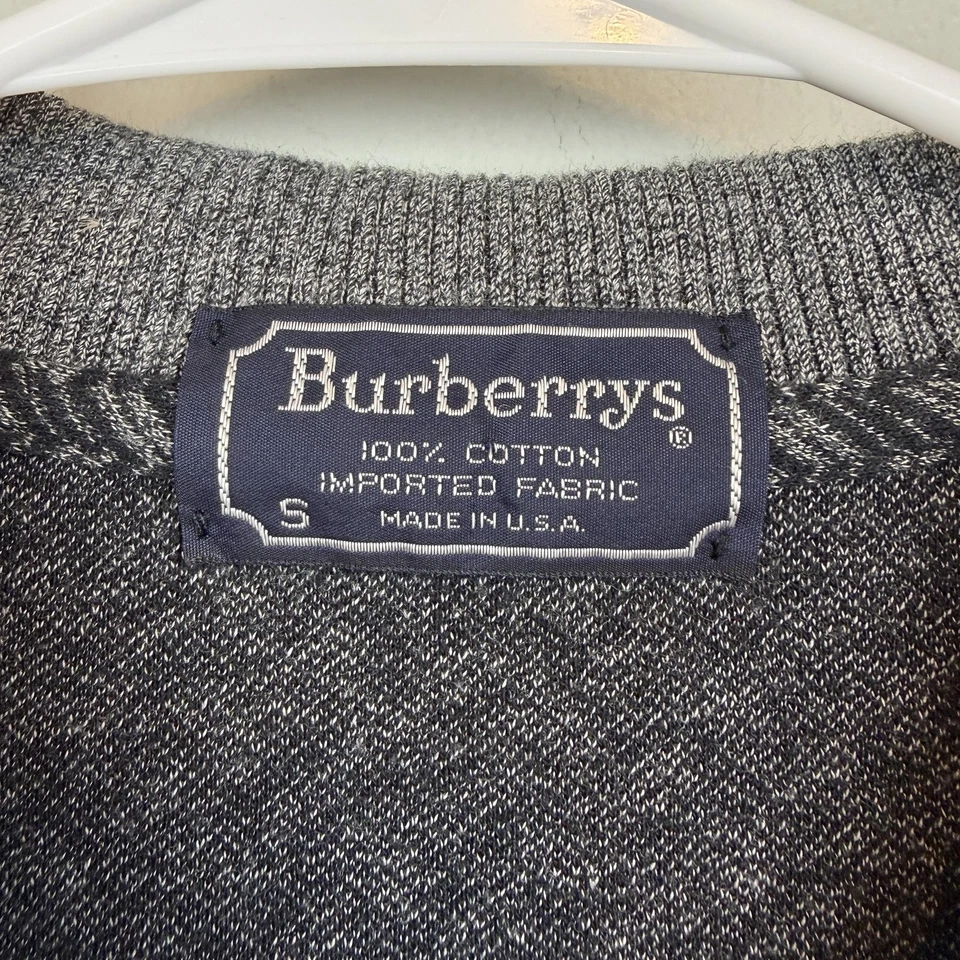 Burberrys
®
100% COTTON
IMPORTED FABRIC
S MADE IN U.S.A.